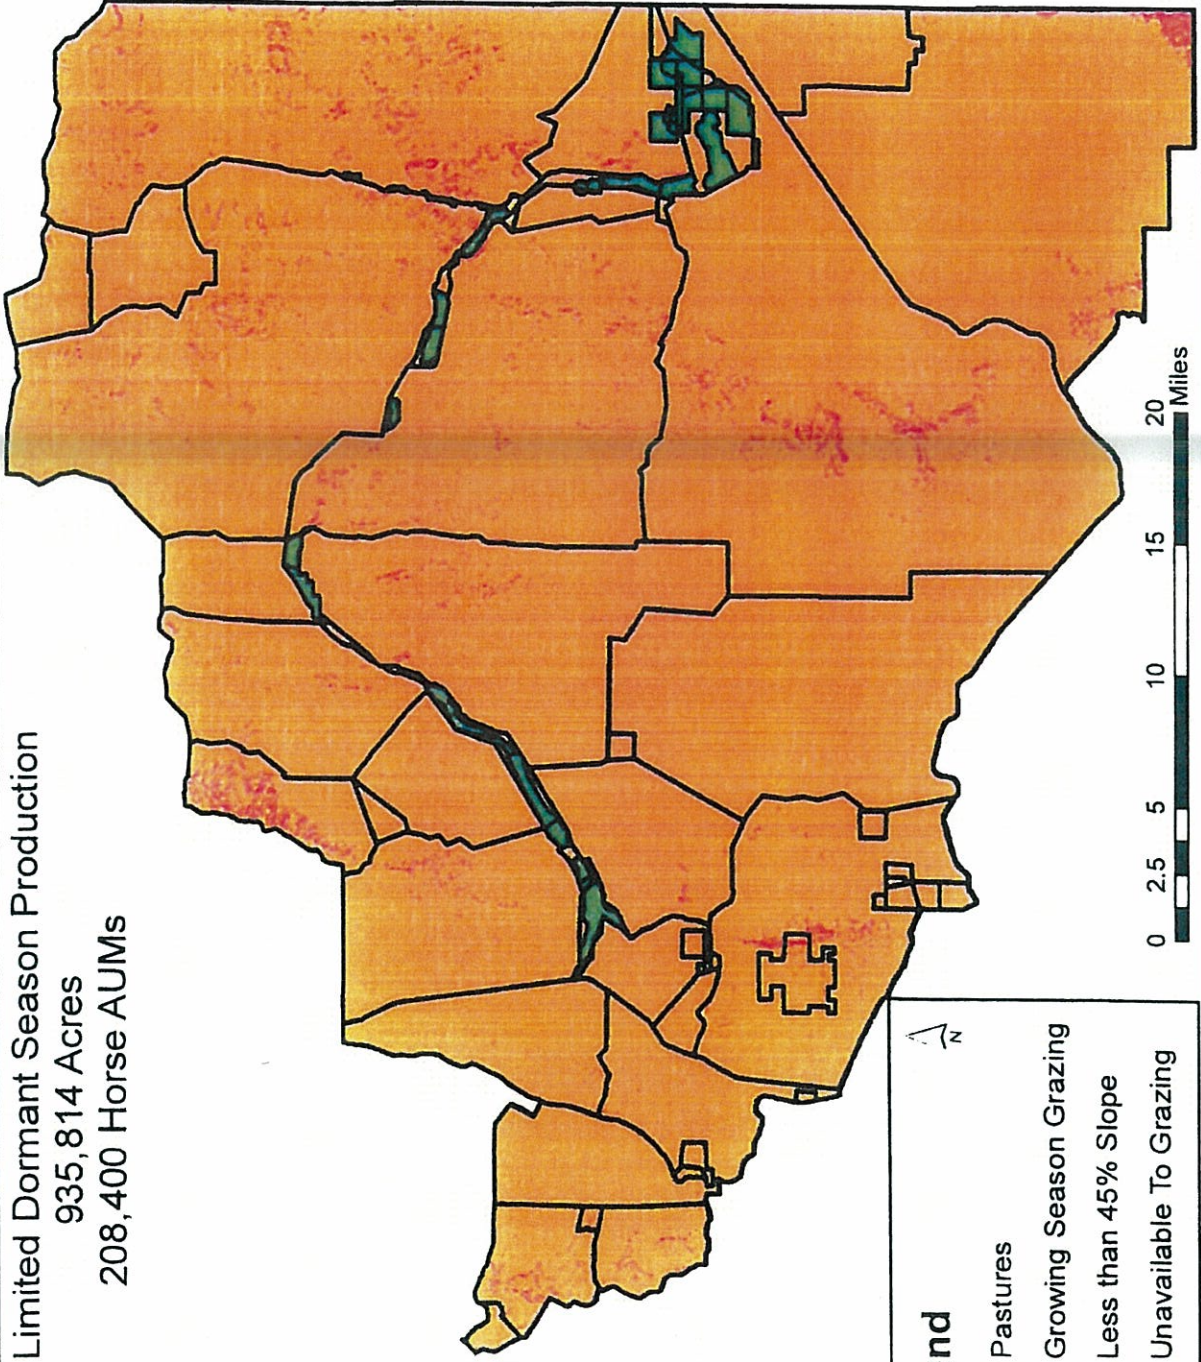 Limited Dormant Season Production
935,814 Acres
208,400 Horse AUMs
nd
Pastures
Growing Season Grazing
Less than 45% Slope
Unavailable To Grazing
N
0 2.5 5 10 15 20
Miles